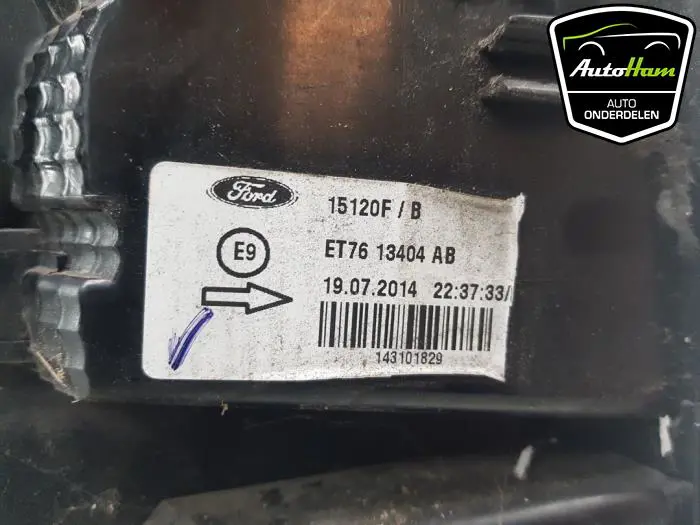 AutoHam
AUTO
ONDERDELEN
Ford
15120F / B
E9
ET76 13404 AB
19.07.2014 22:37:33/
143101829